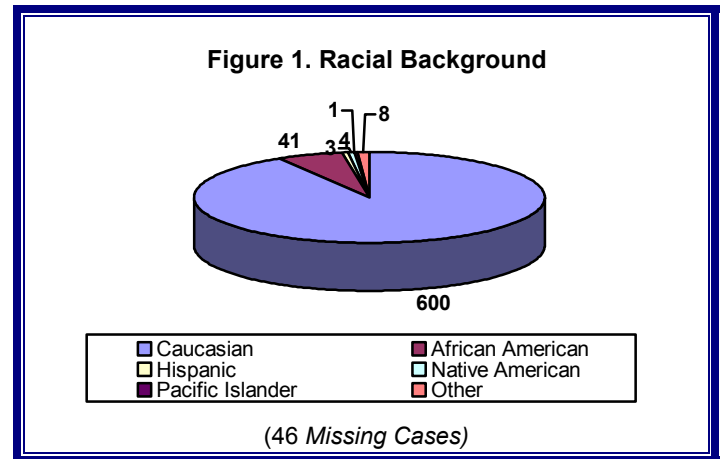 Figure 1. Racial Background
1 8
41 3 4
600
Caucasian African American
Hispanic Native American
Pacific Islander Other
(46 Missing Cases)